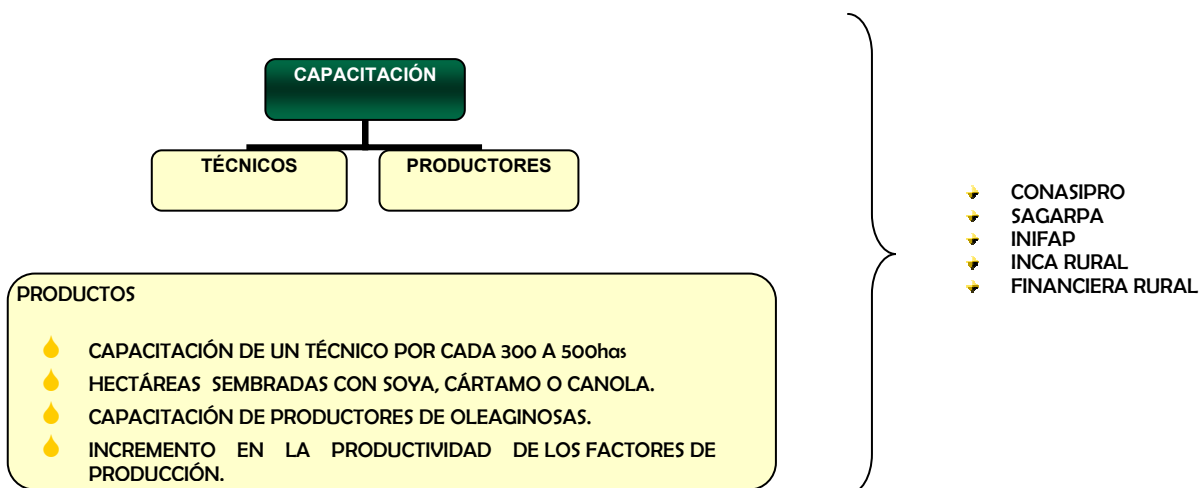 CAPACITACIÓN
TÉCNICOS
PRODUCTORES
PRODUCTOS
CAPACITACIÓN DE UN TÉCNICO POR CADA 300 A 500has
HECTÁREAS SEMBRADAS CON SOYA, CÁRTAMO O CANOLA.
CAPACITACIÓN DE PRODUCTORES DE OLEAGINOSAS.
INCREMENTO EN LA PRODUCTIVIDAD DE LOS FACTORES DE
PRODUCCIÓN.
CONASIPRO
SAGARPA
INIFAP
INCA RURAL
FINANCIERA RURAL